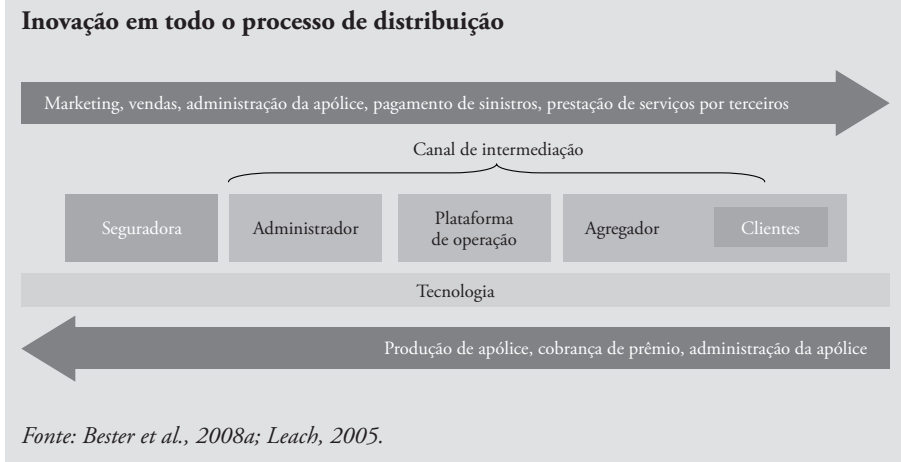 Inovação em todo o processo de distribuição
Marketing, vendas, administração da apólice, pagamento de sinistros, prestação de serviços por terceiros
Canal de intermediação
Seguradora
Administrador
Plataforma
de operação
Agregador
Clientes
Tecnologia
Produção de apólice, cobrança de prêmio, administração da apólice
Fonte: Bester et al., 2008a; Leach, 2005.